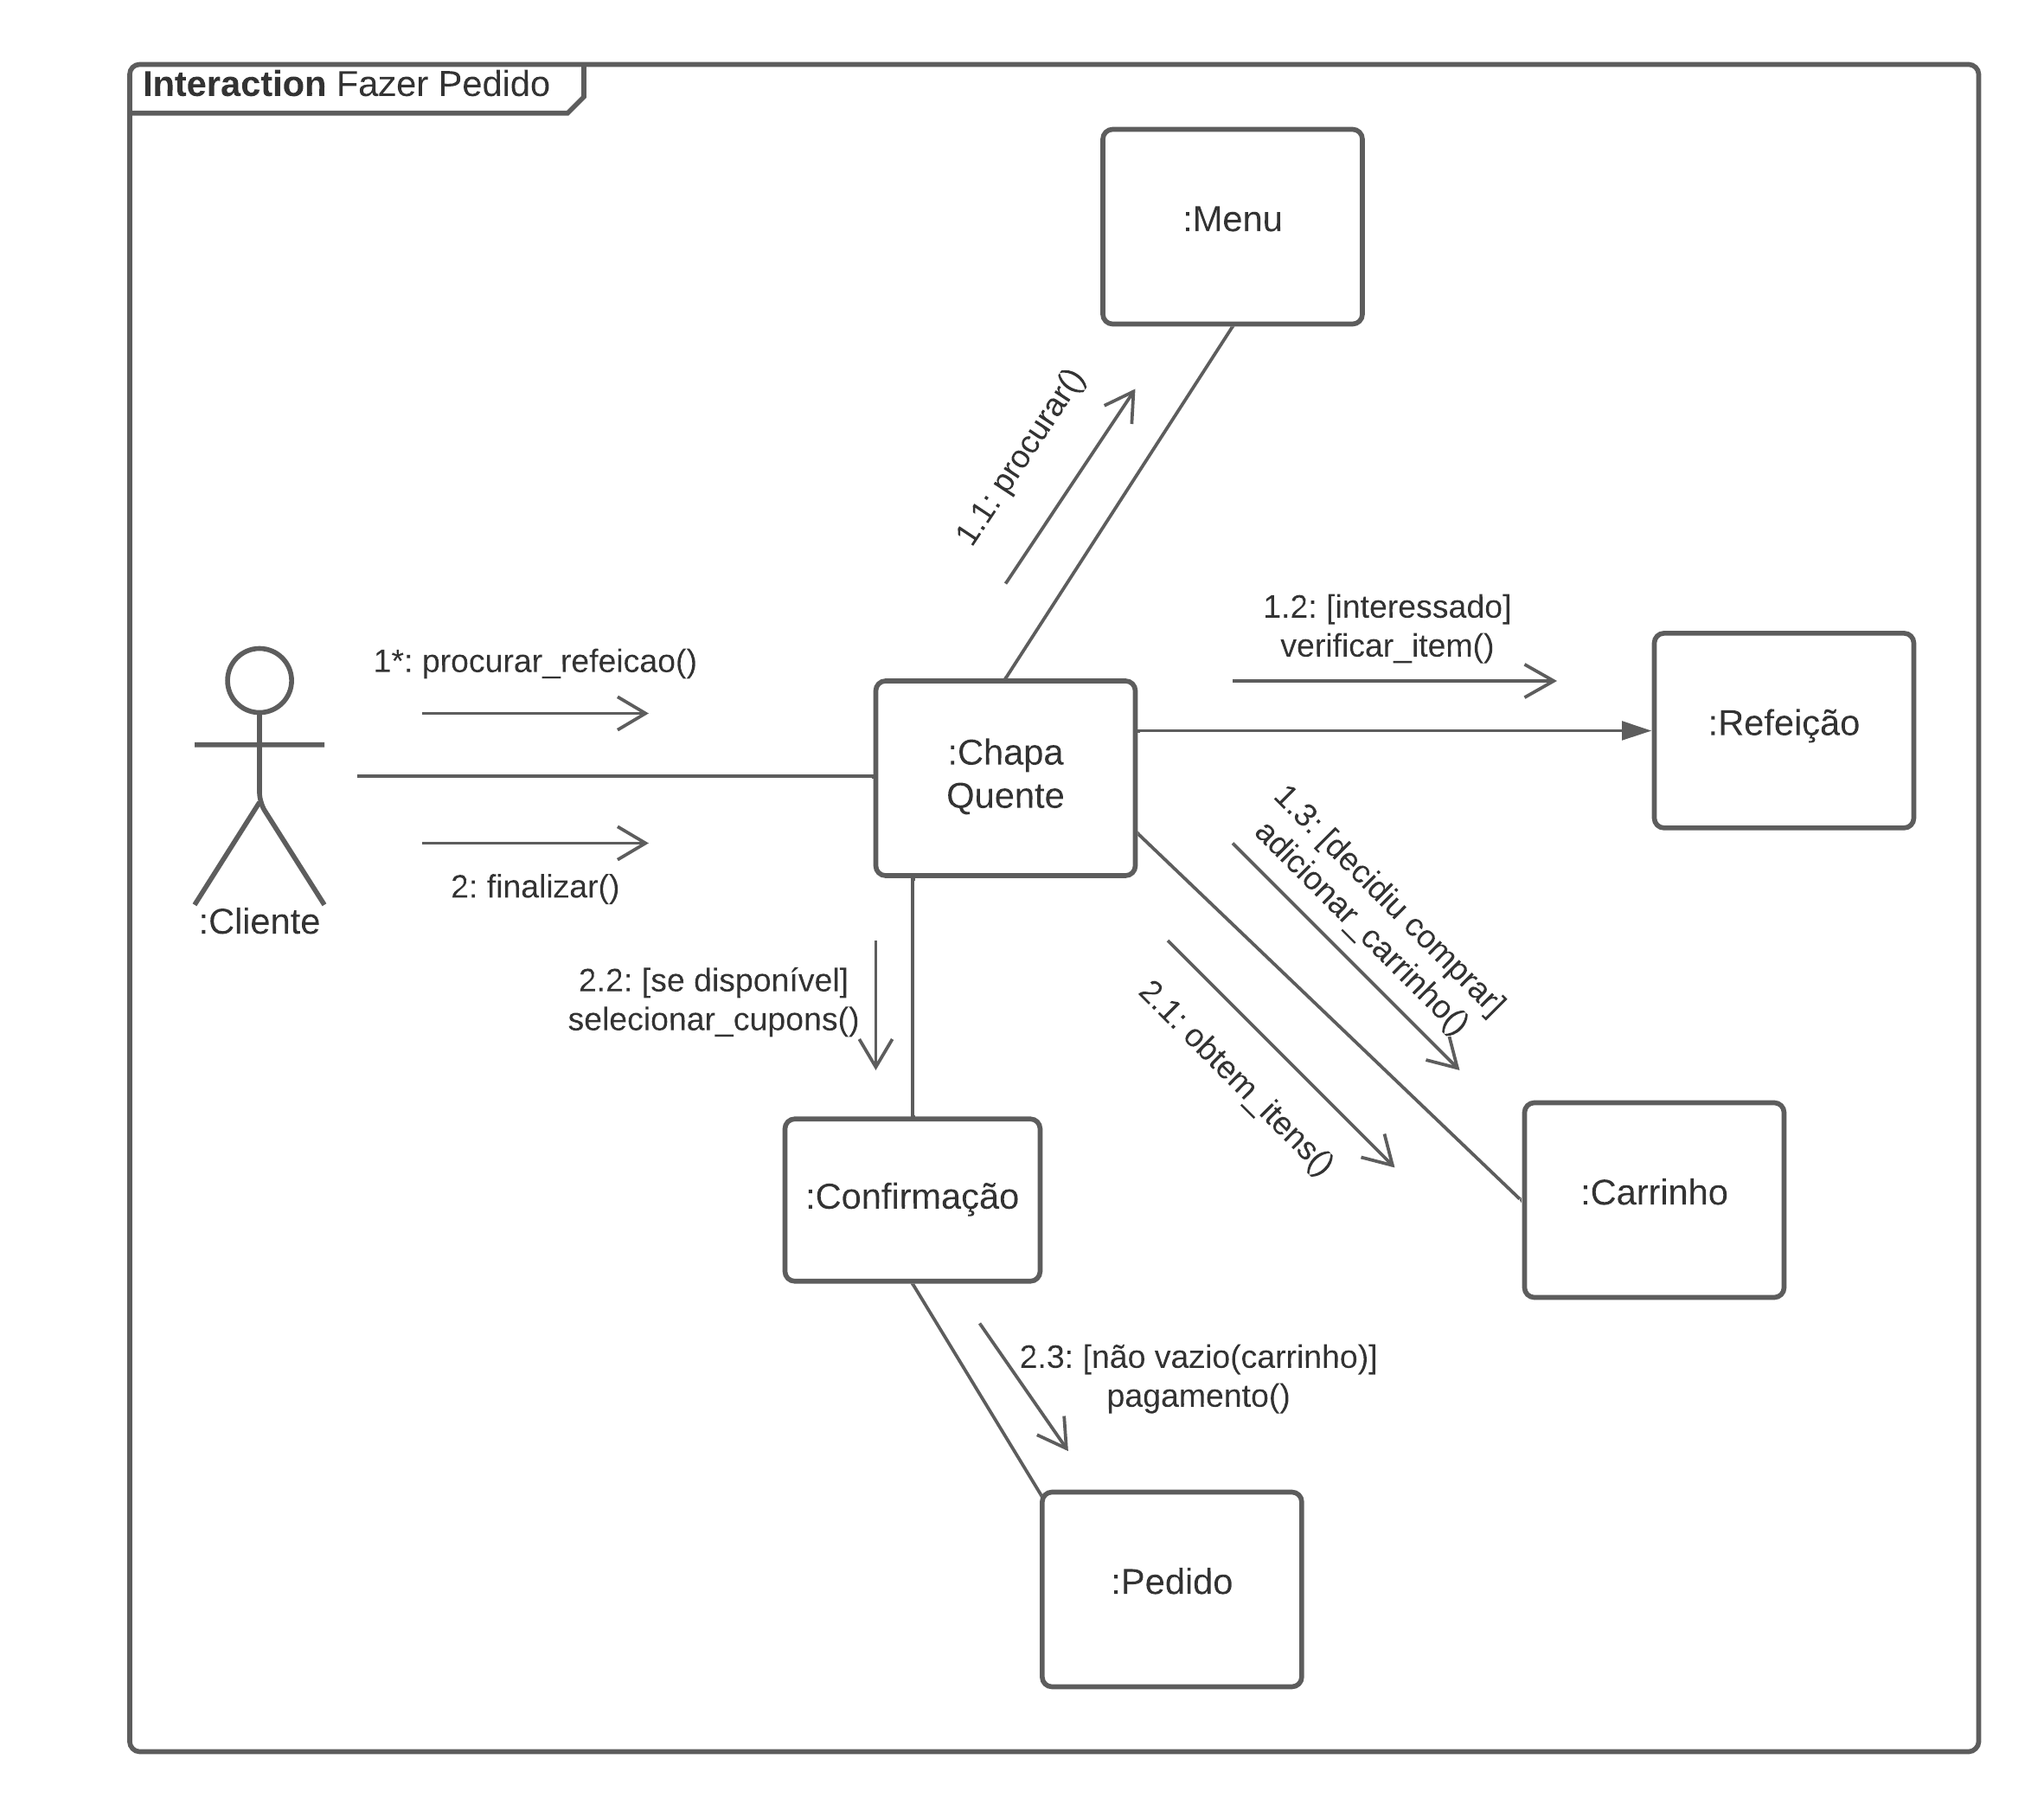 Interaction Fazer Pedido
:Menu
1.1: procurar()
1.2: [interessado]
verificar_item()
1*: procurar_refeicao()
:Refeição
:Chapa
Quente
2: finalizar()
:Cliente
1.3: [decidiu comprar]
adicionar_carrinho()
2.2: [se disponível]
selecionar_cupons()
2.1: obtem_itens()
:Confirmação
:Carrinho
2.3: [não vazio(carrinho)]
pagamento()
:Pedido